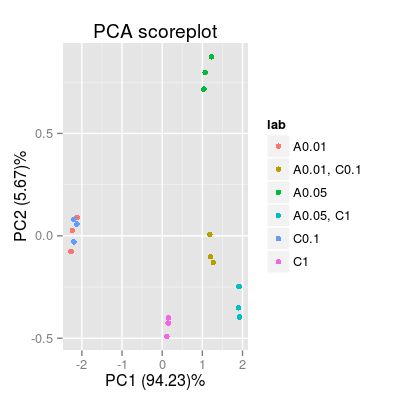 PCA scoreplot
PC2 (5.67)%
0.5
0.0
-0.5
-2
-1
0
1
2
PC1 (94.23)%
lab
A0.01
A0.01, C0.1
A0.05
A0.05, C1
C0.1
C1